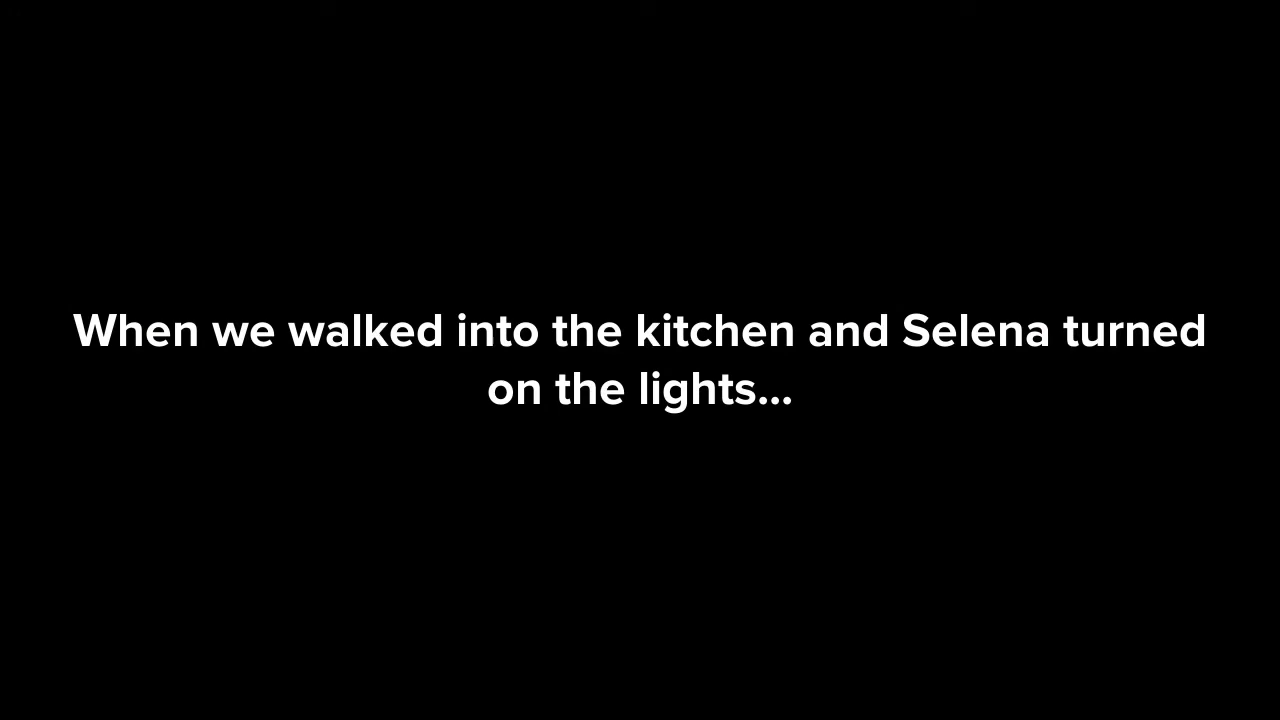 When we walked into the kitchen and Selena turned
on the lights...